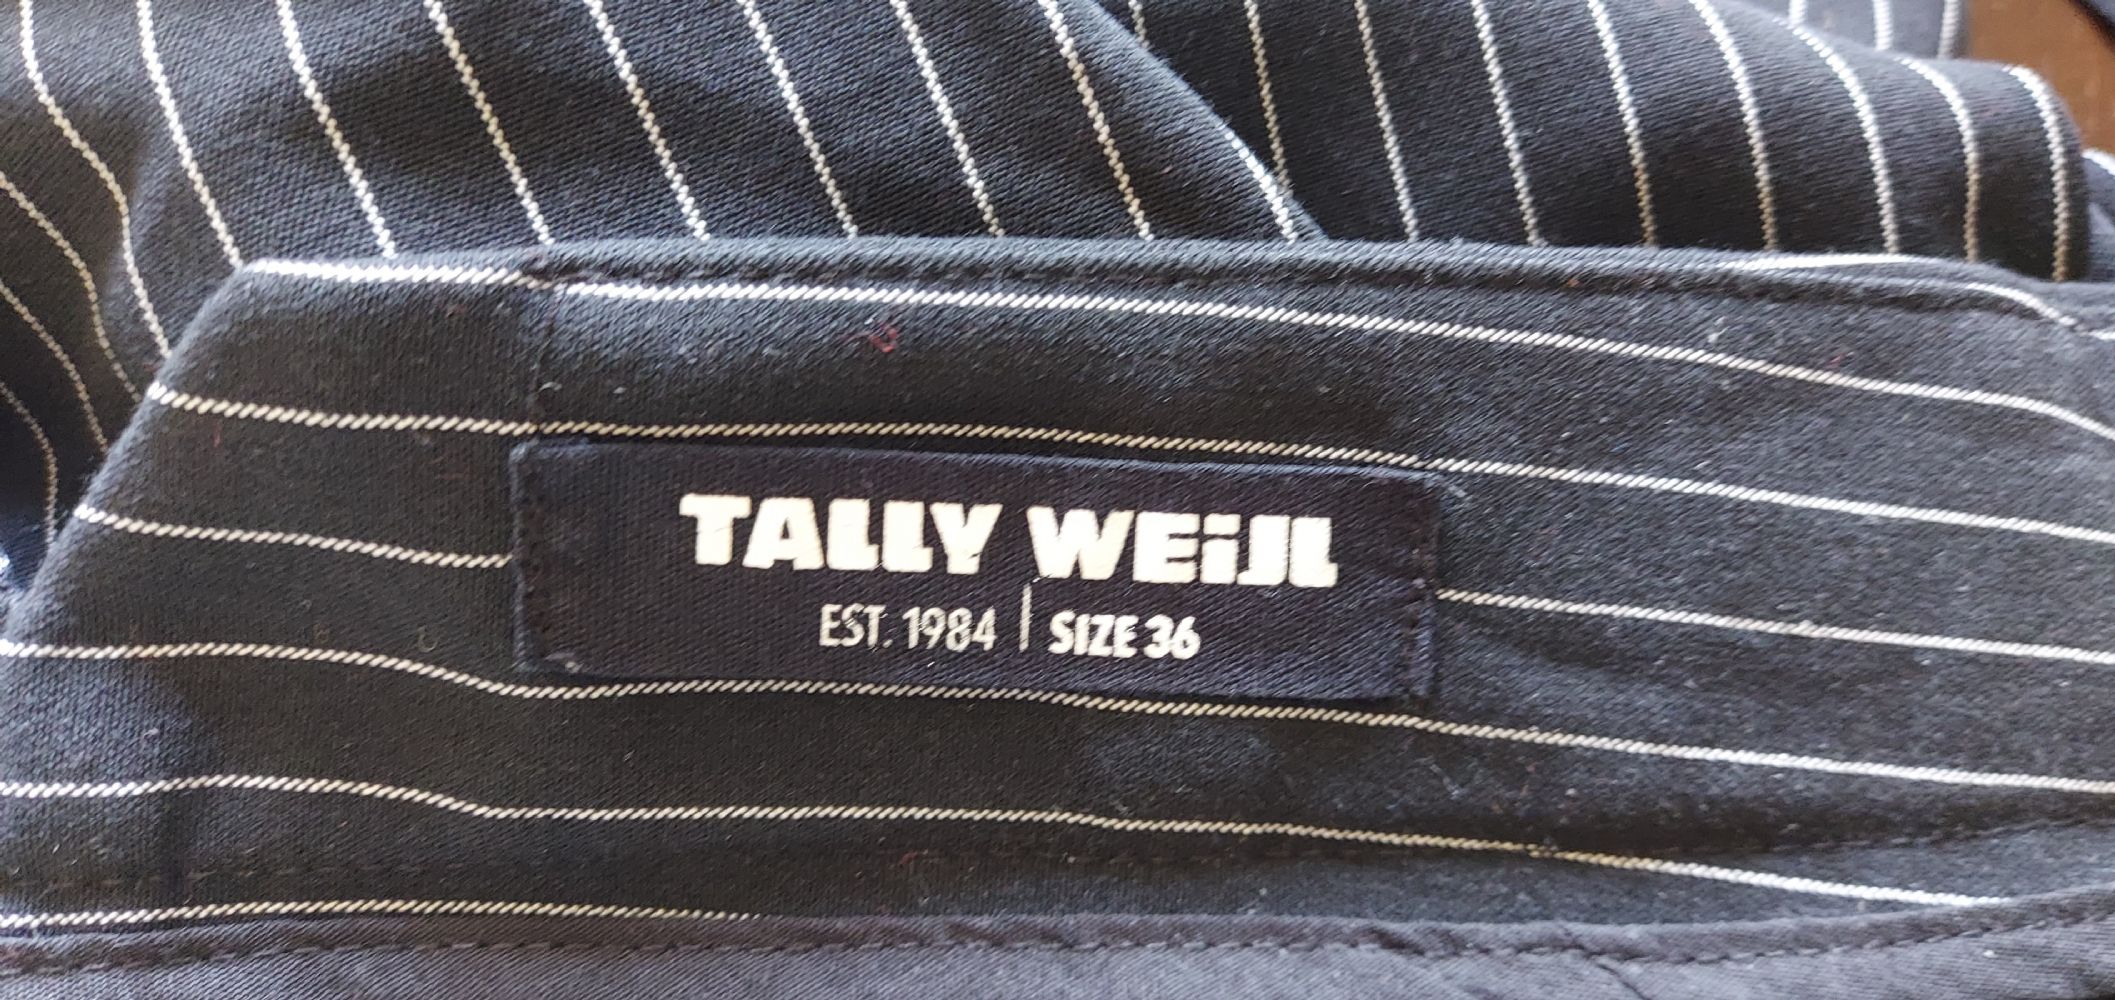 TALLY WEiJL
EST. 1984 | SIZE 36